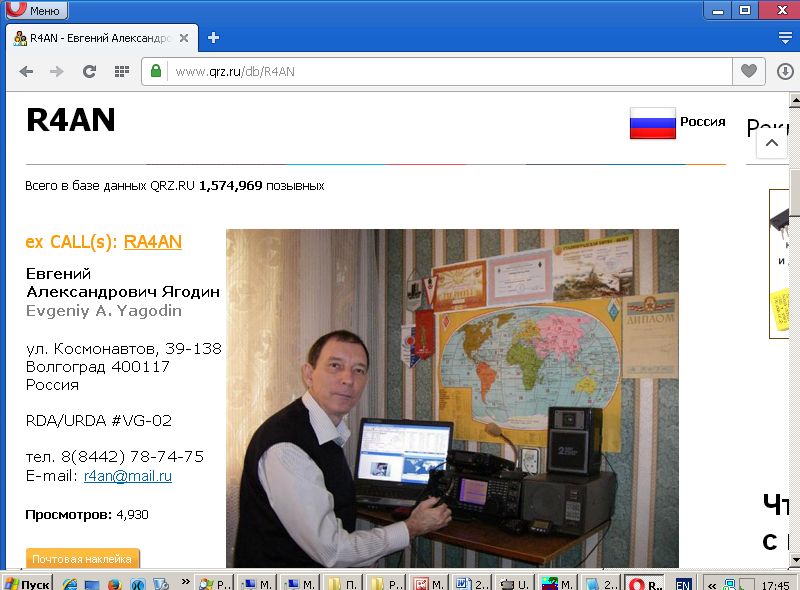 Меню
R4AN - Евгений Александро
www.qrz.ru/db/R4AN
R4AN
Россия
Всего в базе данных QRZ.RU 1,574,969 позывных
ex CALL(s): RA4AN
Евгений
Александрович Ягодин
Evgeniy A. Yagodin
ул. Космонавтов, 39-138
Волгоград 400117
Россия
RDA/URDA #VG-02
тел. 8(8442) 78-74-75
E-mail: r4an@mail.ru
Просмотров: 4,930
Почтовая наклейка
ДИПЛОМ
Чт
с
Пуск
»
P..
M.
M.
П.
P..
M.
2..
U.
M.
2..
R..
EN
«
17:45